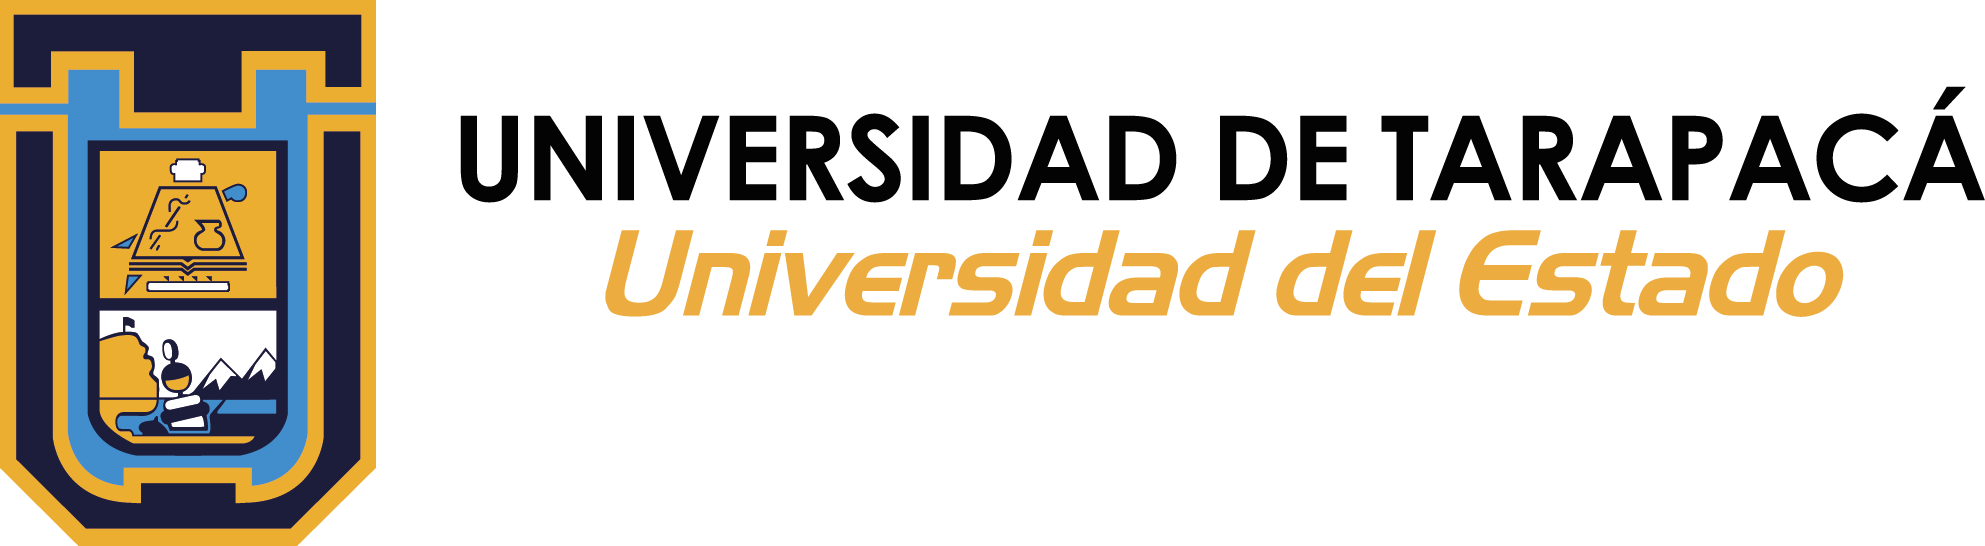 UNIVERSIDAD DE TARAPACÁ
Universidad del Estado